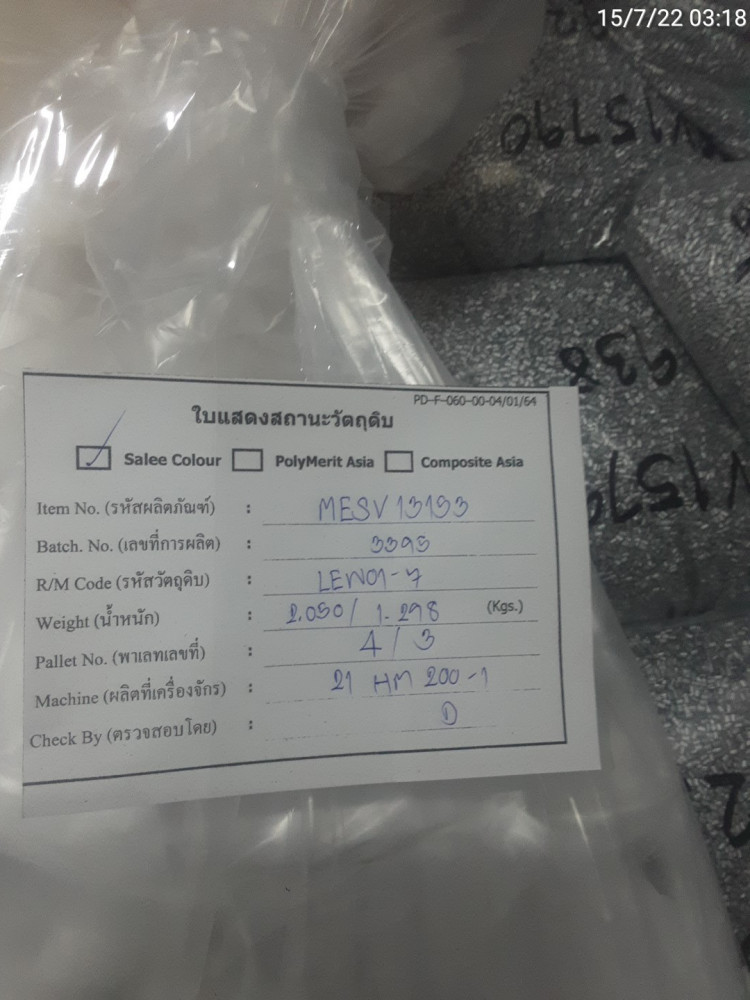 15/7/22 03:18
V15790
938
V1579
PD-F-060-00-04/01/64
ใบแสดงสถานะวัตถุดิบ
Salee Colour PolyMerit Asia Composite Asia
Item No. (รหัสผลิตภัณฑ์) : MESV 13193
Batch. No. (เลขที่การผลิต) : 3395
R/M Code (รหัสวัตถุดิบ) : LEW01-7
Weight (น้ำหนัก) : 2.050 / 1.298 (Kgs.)
Pallet No. (พาเลทเลขที่) : 4 / 3
Machine (ผลิตที่เครื่องจักร) : 21 HM 200-1
Check By (ตรวจสอบโดย) :